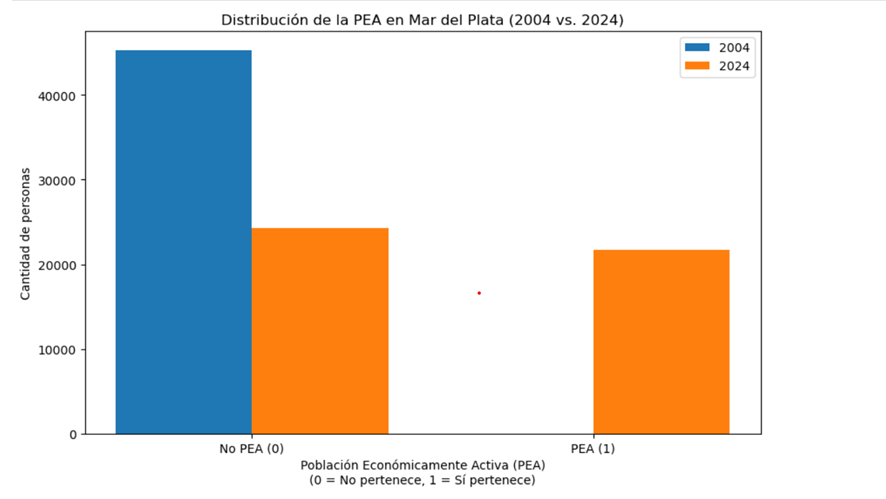 Distribución de la PEA en Mar del Plata (2004 vs. 2024)
2004
2024
Cantidad de personas
40000
30000
20000
10000
0
No PEA (0)
PEA (1)
Población Económicamente Activa (PEA)
(0 = No pertenece, 1 = Sí pertenece)